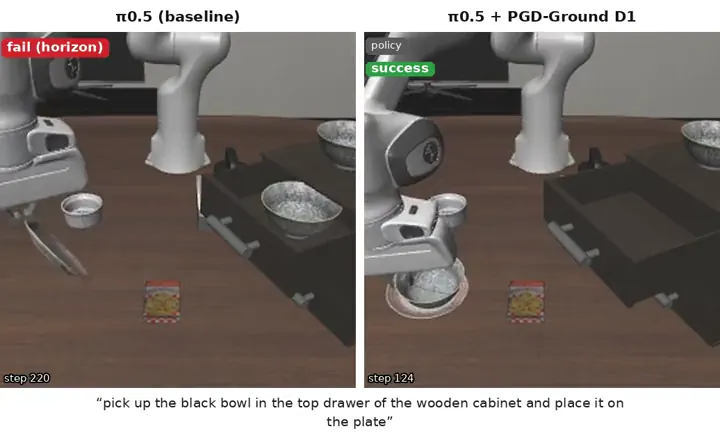 π0.5 (baseline)
fail (horizon)
step 220
π0.5 + PGD-Ground D1
policy
success
step 124
“pick up the black bowl in the top drawer of the wooden cabinet and place it on
the plate”